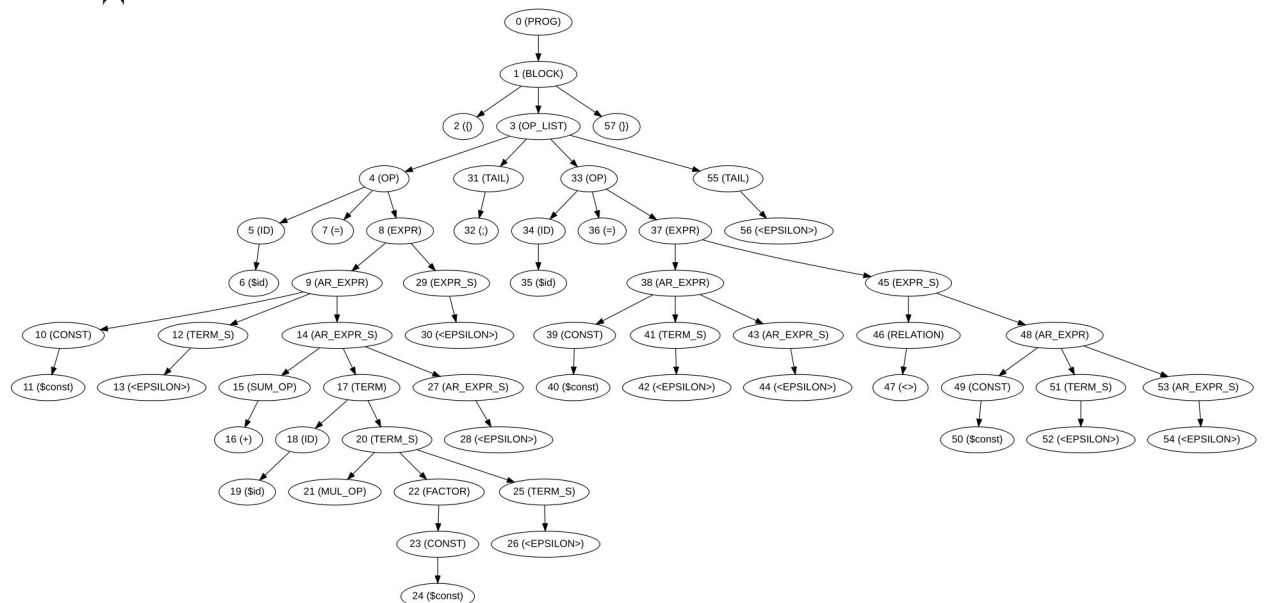 0 (PROG)
1 (BLOCK)
2 ({) 3 (OP_LIST) 57 (})
4 (OP) 31 (TAIL) 33 (OP) 55 (TAIL)
5 (ID) 7 (=) 8 (EXPR) 32 (;) 34 (ID) 36 (=) 37 (EXPR) 56 (<EPSILON>)
6 ($id) 9 (AR_EXPR) 29 (EXPR_S) 35 ($id) 38 (AR_EXPR) 45 (EXPR_S)
10 (CONST) 12 (TERM_S) 14 (AR_EXPR_S) 30 (<EPSILON>) 39 (CONST) 41 (TERM_S) 43 (AR_EXPR_S) 46 (RELATION) 48 (AR_EXPR)
11 ($const) 13 (<EPSILON>) 15 (SUM_OP) 17 (TERM) 27 (AR_EXPR_S) 40 ($const) 42 (<EPSILON>) 44 (<EPSILON>) 47 (<>) 49 (CONST) 51 (TERM_S) 53 (AR_EXPR_S)
16 (+) 18 (ID) 20 (TERM_S) 28 (<EPSILON>) 50 ($const) 52 (<EPSILON>) 54 (<EPSILON>)
19 ($id) 21 (MUL_OP) 22 (FACTOR) 25 (TERM_S)
23 (CONST) 26 (<EPSILON>)
24 ($const)